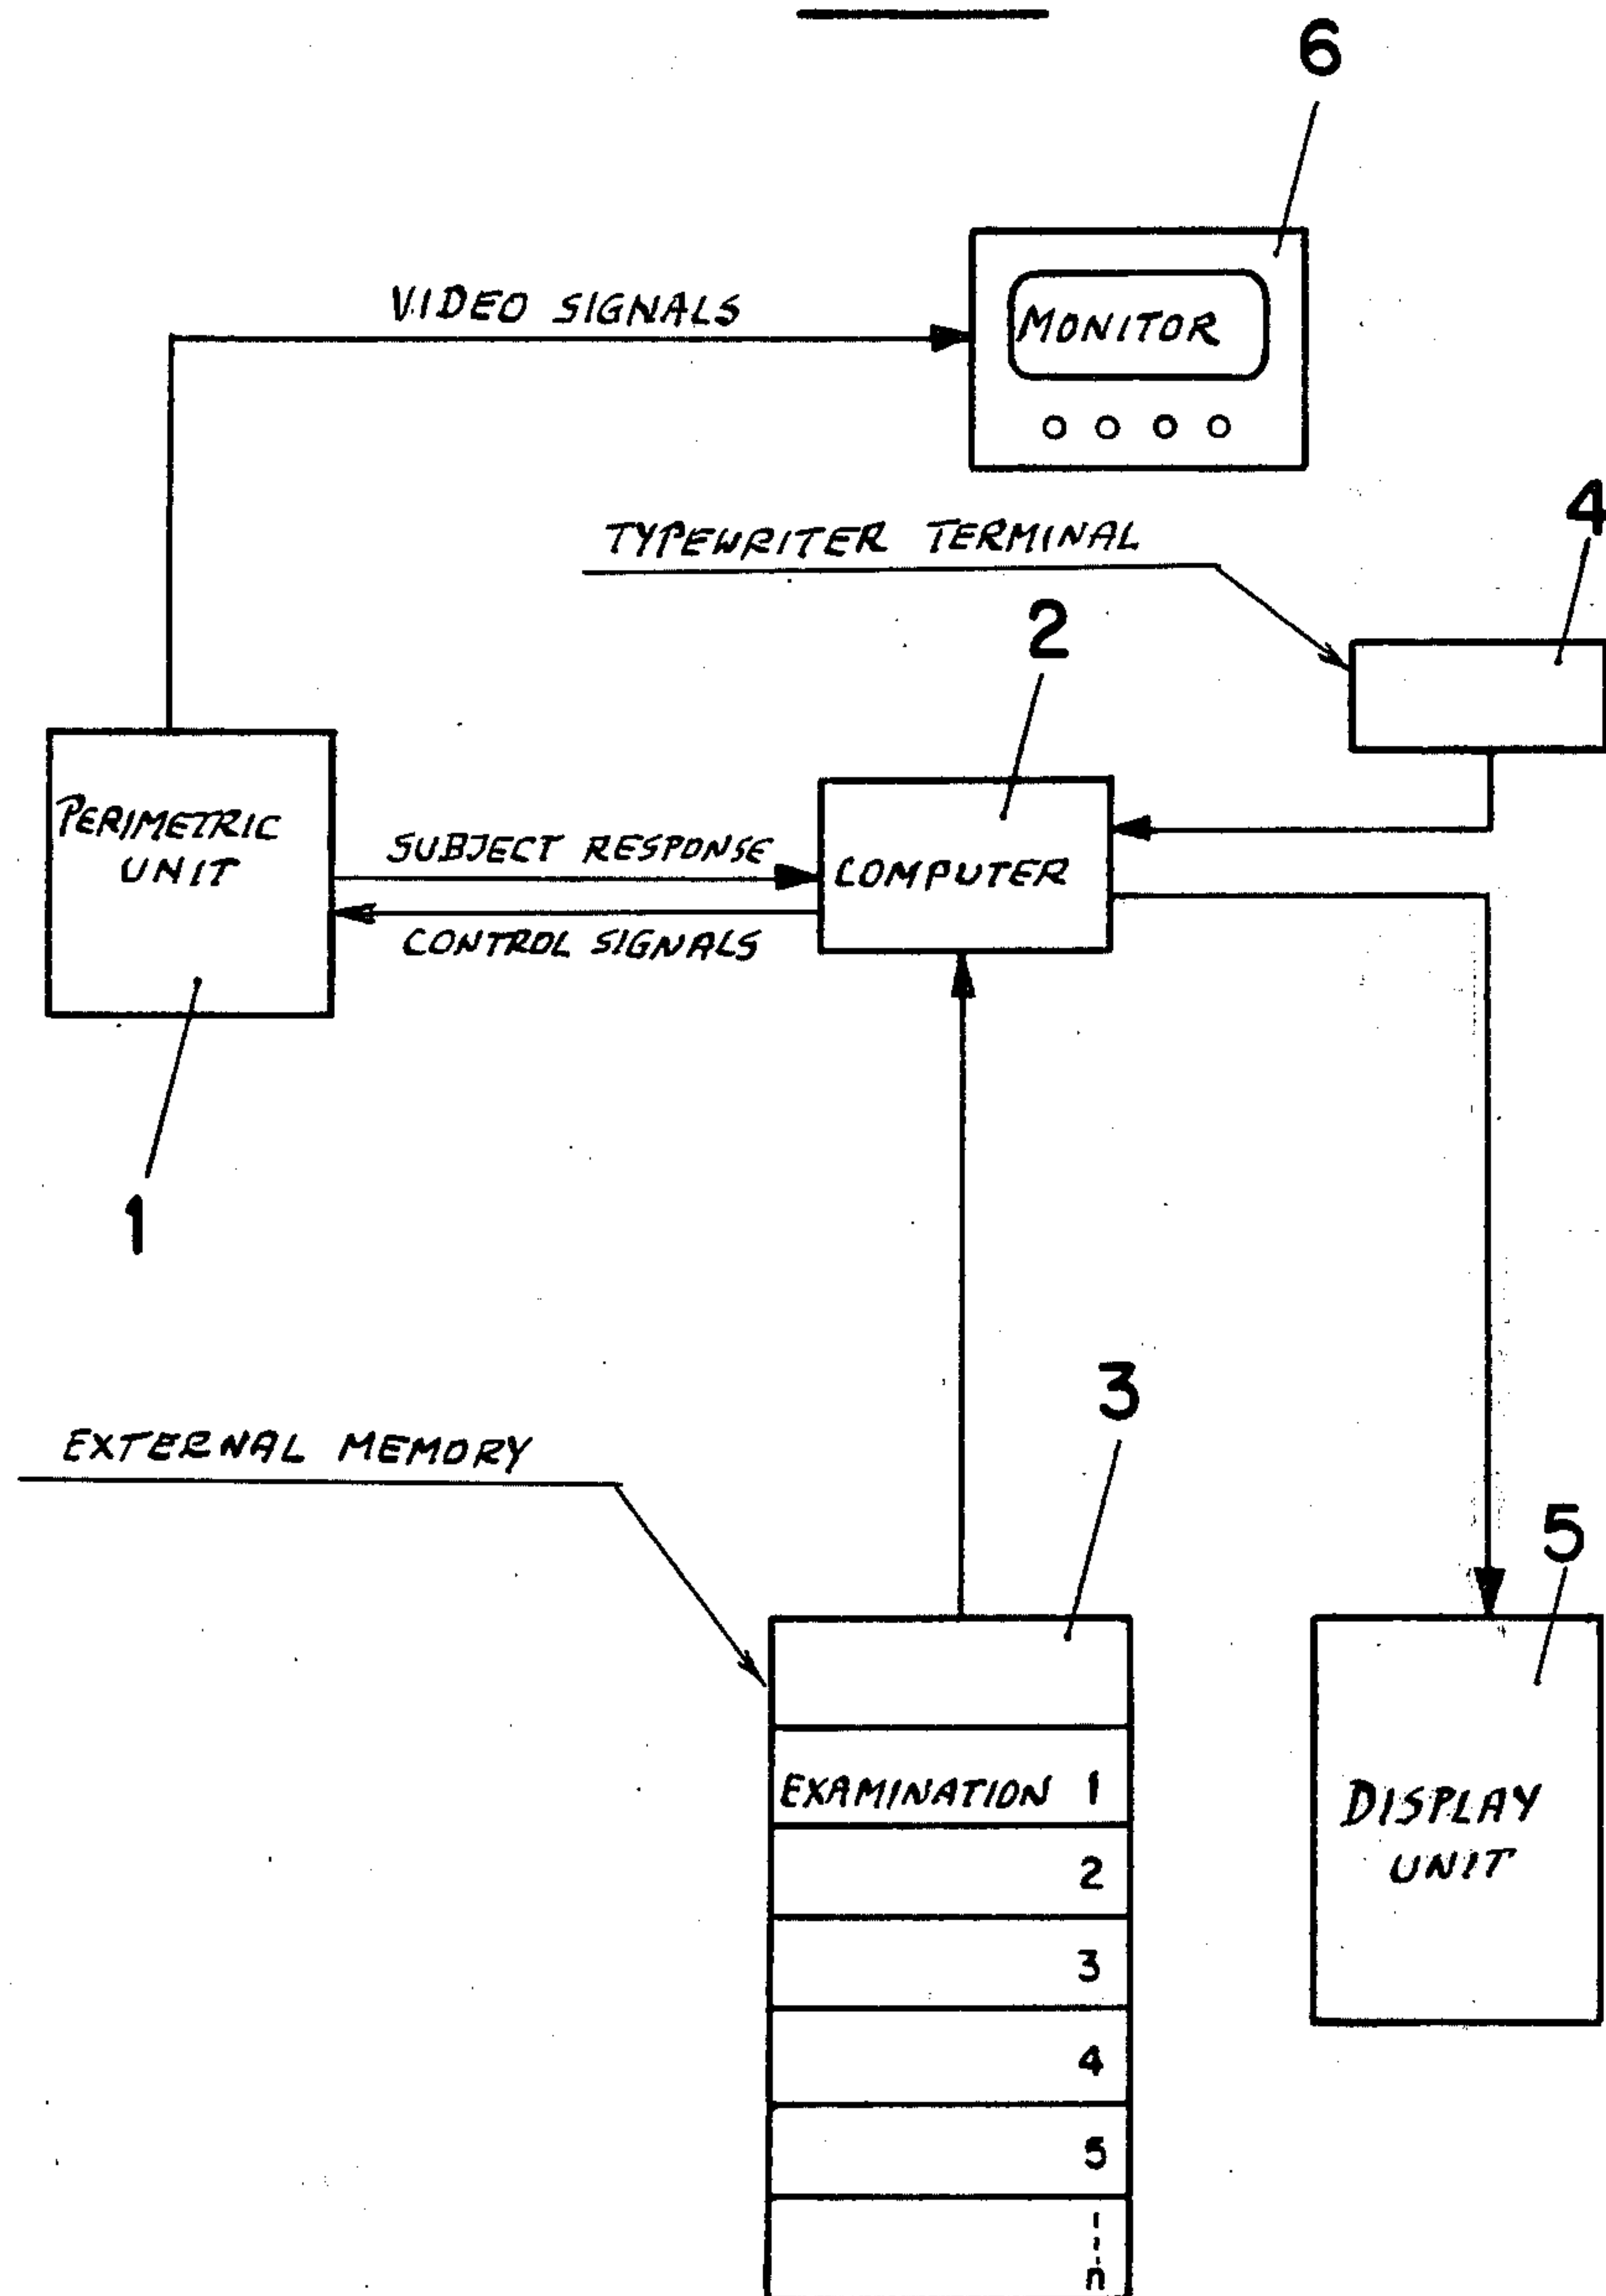 6
VIDEO SIGNALS
MONITOR
TYPEWRITER TERMINAL
4
2
PERIMETRIC
UNIT
SUBJECT RESPONSE
COMPUTER
CONTROL SIGNALS
1
3
EXTERNAL MEMORY
5
EXAMINATION 1
2
3
4
5
n
DISPLAY
UNIT